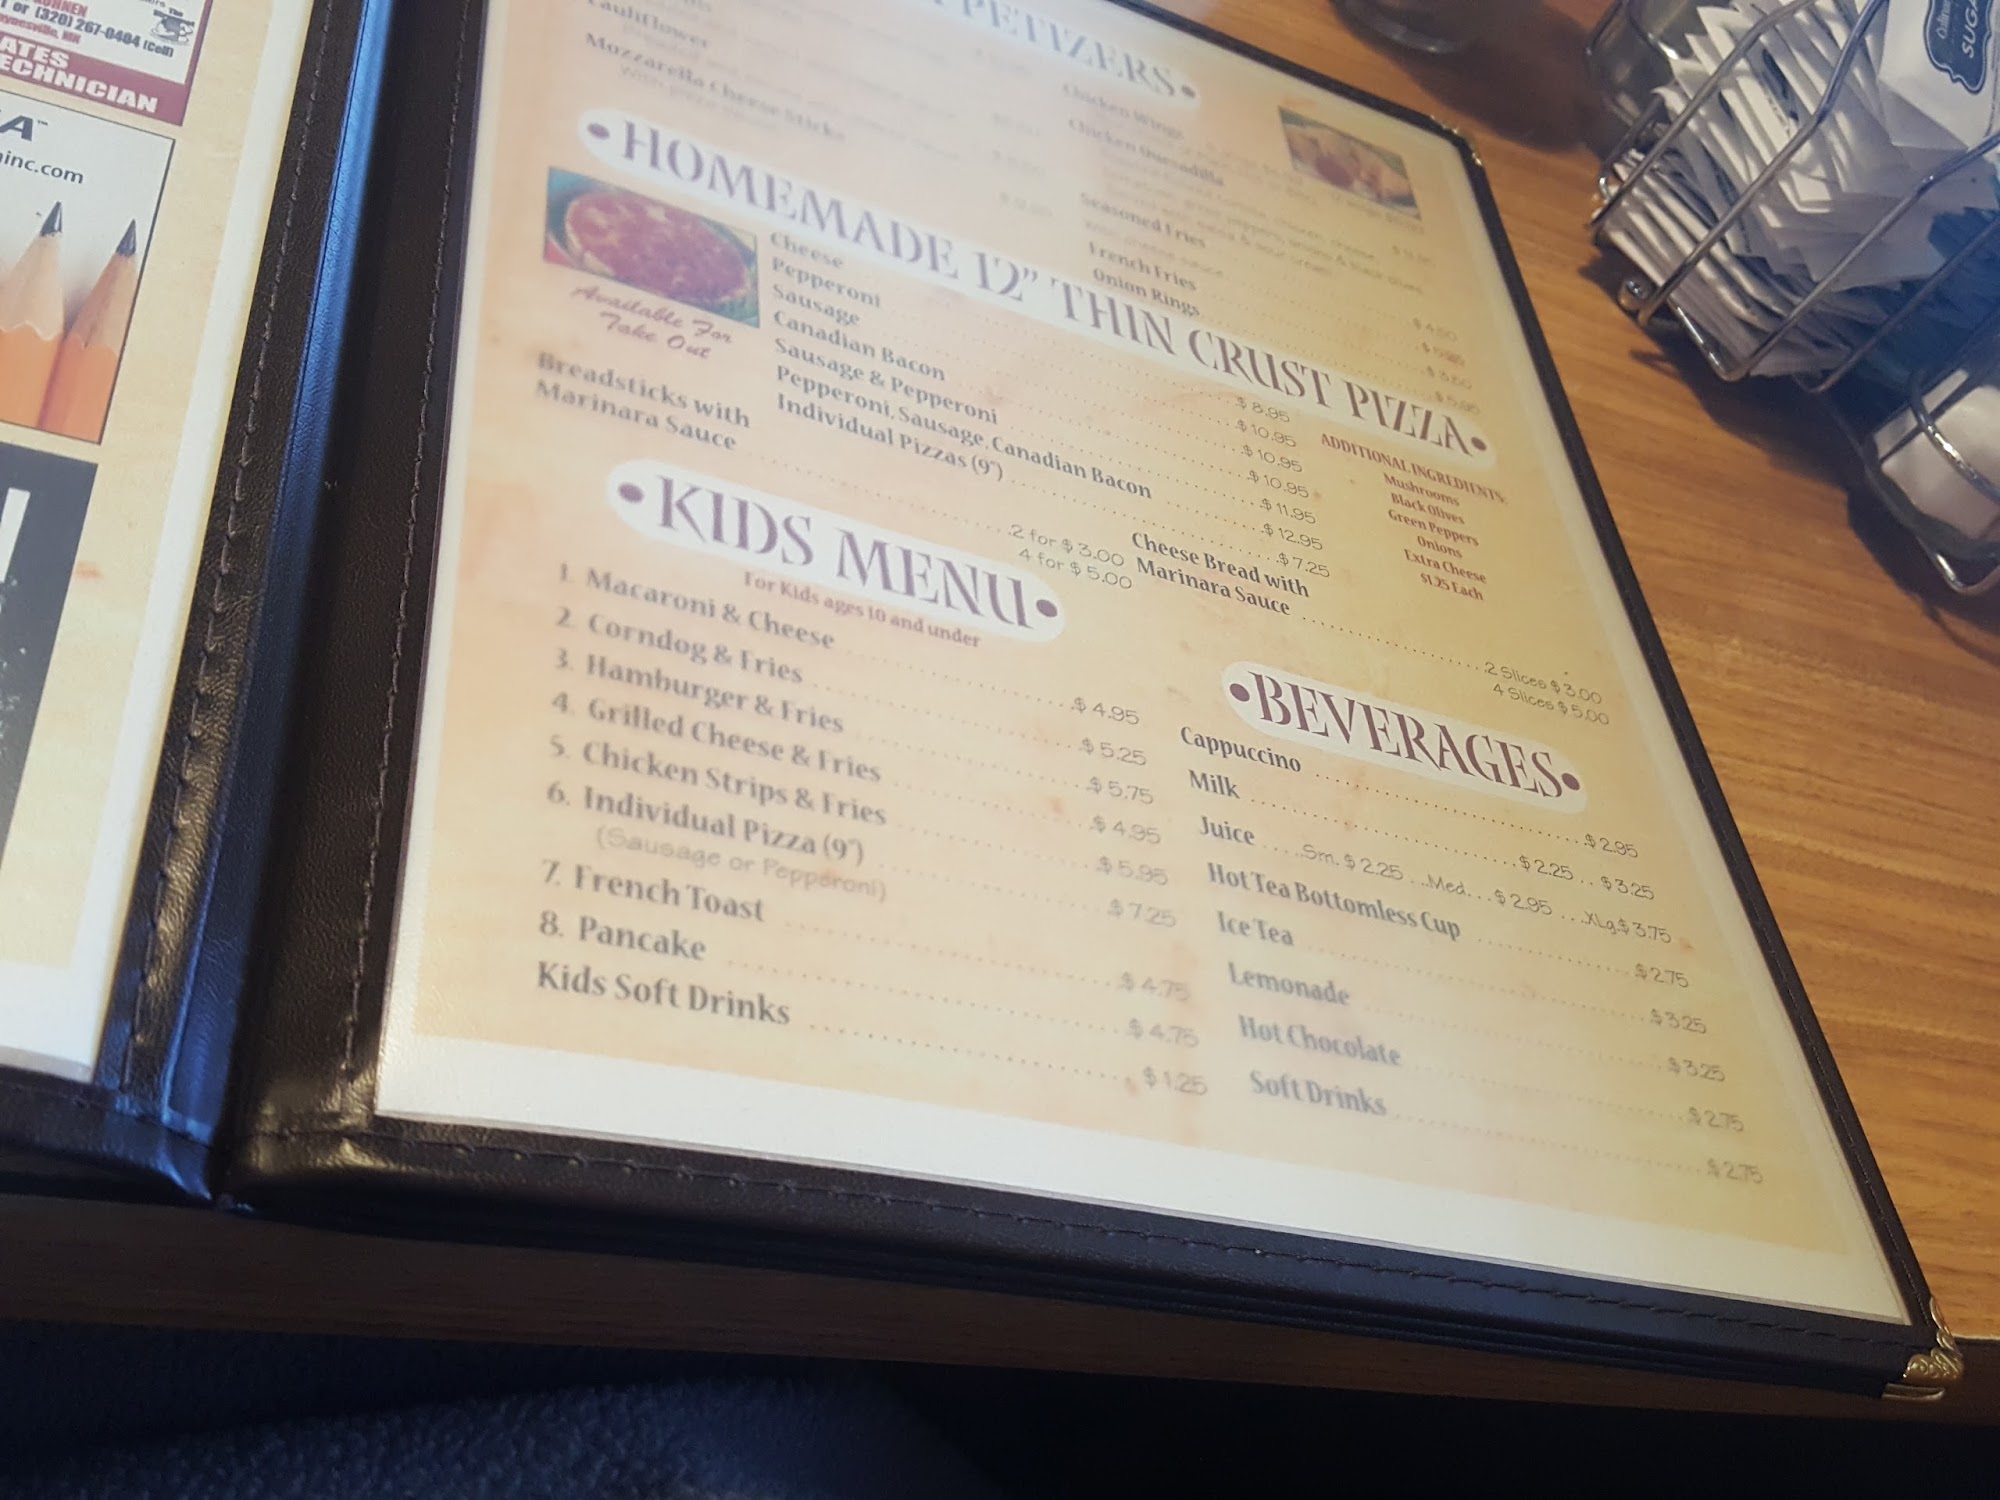 or (320) 267-0404 (Cell)
ECHNICIAN
inc.com
SUGA
Cauliflower
Mozzarella Cheese Sticks
Chicken Wings
Chicken Quesadilla
Seasoned Fries
French Fries
Onion Rings
•HOMEMADE 12” THIN CRUST PIZZA•
Available For
Take Out
Cheese $ 8.95
Pepperoni $ 10.95
Sausage $ 10.95
Canadian Bacon $ 10.95
Sausage & Pepperoni $ 11.95
Pepperoni, Sausage, Canadian Bacon $ 12.95
Individual Pizzas (9") $ 7.25
ADDITIONAL INGREDIENTS:
Mushrooms
Black Olives
Green Peppers
Onions
Extra Cheese
$1.25 Each
Breadsticks with
Marinara Sauce 2 for $ 3.00
4 for $ 5.00
Cheese Bread with
Marinara Sauce 2 Slices $ 3.00
4 Slices $ 5.00
•KIDS MENU•
For Kids ages 10 and under
1. Macaroni & Cheese $ 4.95
2. Corndog & Fries $ 5.25
3. Hamburger & Fries $ 5.75
4. Grilled Cheese & Fries $ 4.95
5. Chicken Strips & Fries $ 5.95
6. Individual Pizza (9") $ 7.25
(Sausage or Pepperoni)
7. French Toast $ 4.75
8. Pancake $ 4.75
Kids Soft Drinks $ 1.25
•BEVERAGES•
Cappuccino $ 2.95
Milk $ 2.25 . . $ 3.25
Juice Sm. $ 2.25 Med. $ 2.95 XLg.$ 3.75
Hot Tea Bottomless Cup $ 2.75
Ice Tea $ 3.25
Lemonade $ 3.25
Hot Chocolate $ 2.75
Soft Drinks $ 2.75